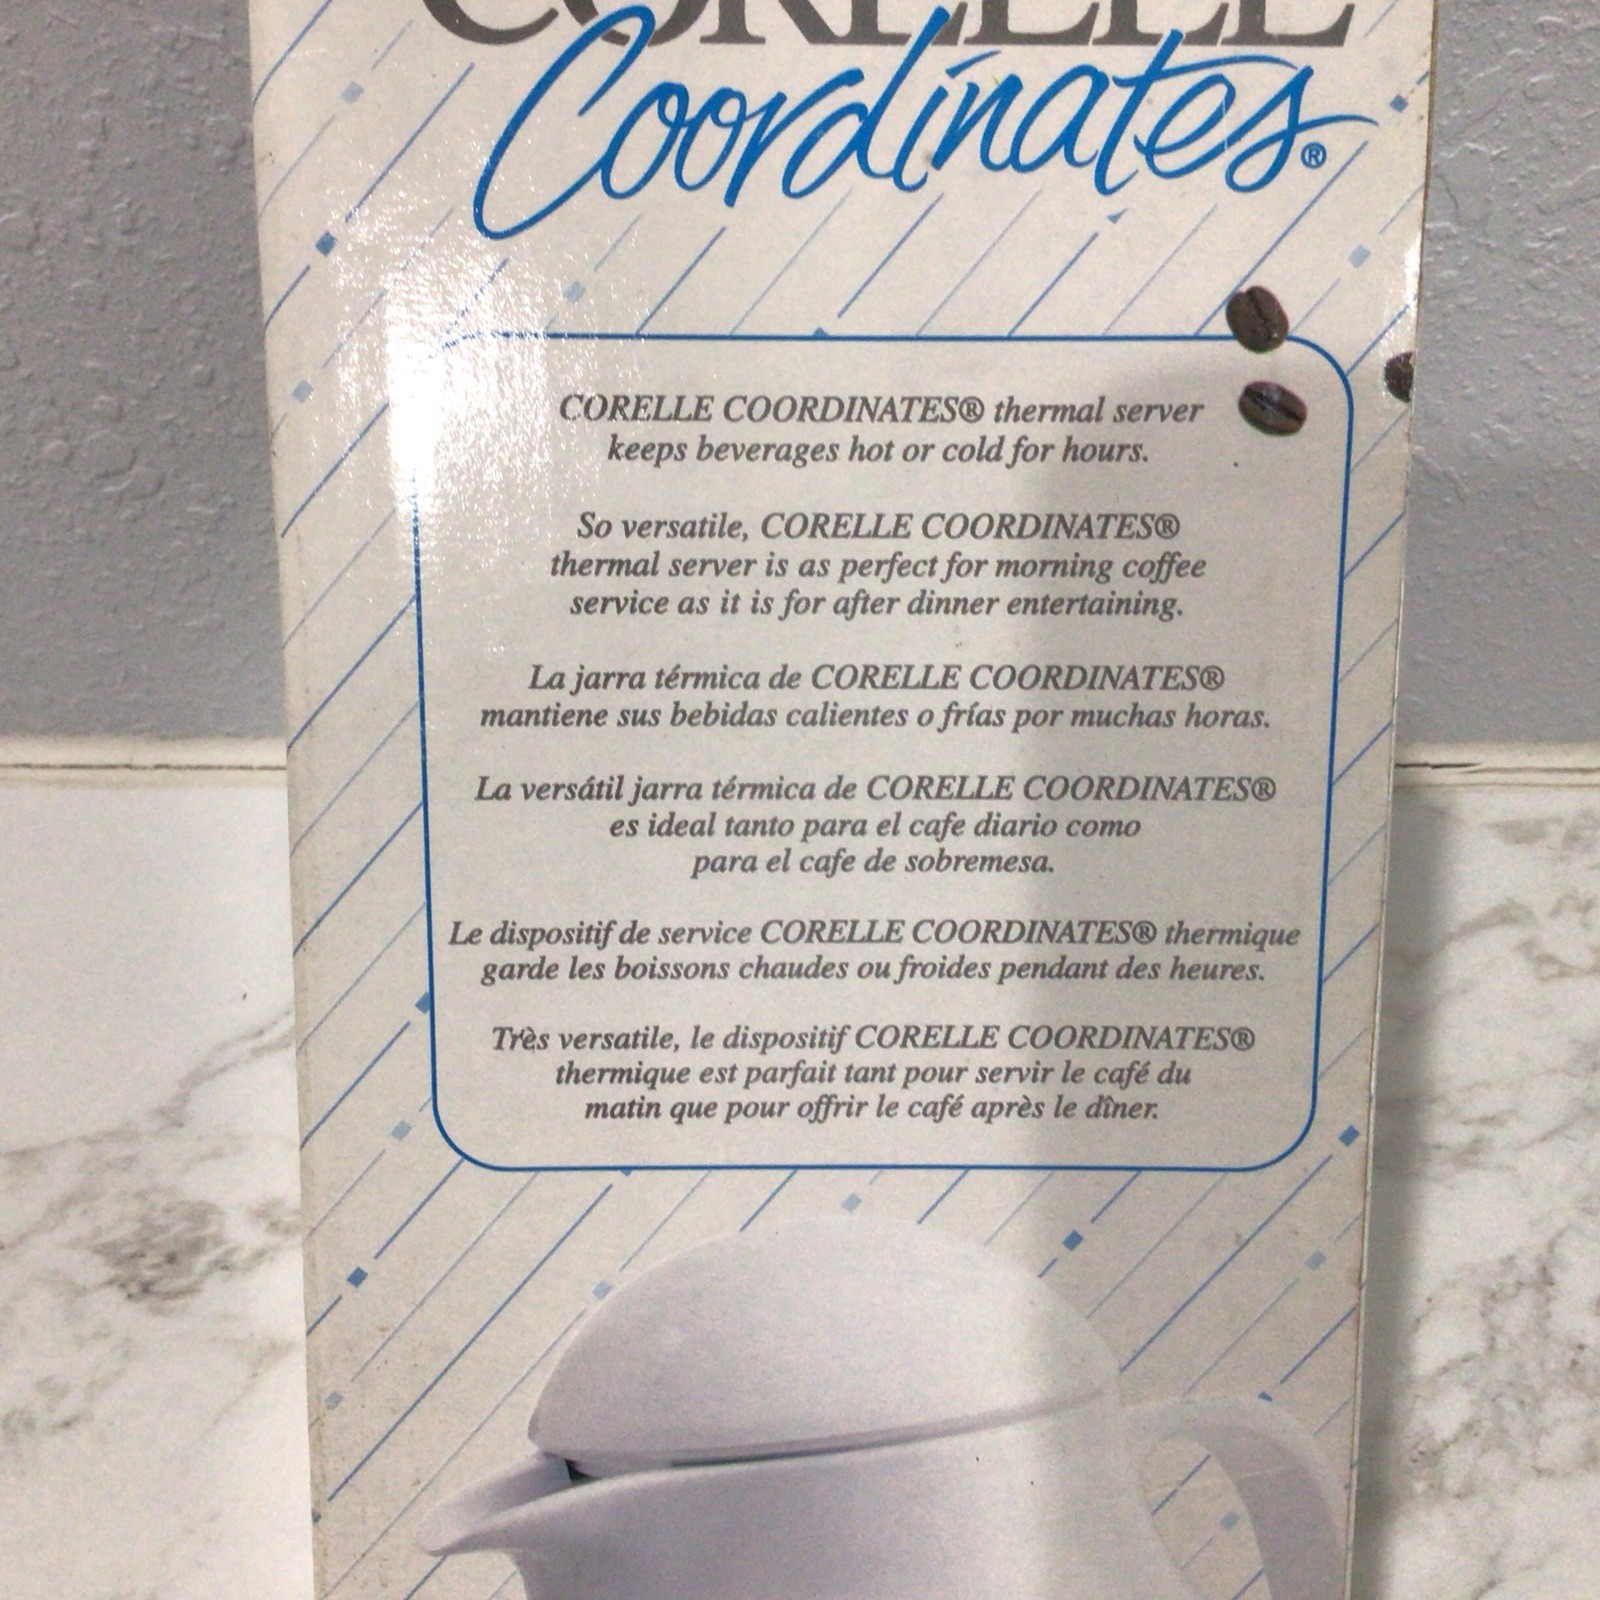 CORELLE
Coordinates®
CORELLE COORDINATES® thermal server
keeps beverages hot or cold for hours.
So versatile, CORELLE COORDINATES®
thermal server is as perfect for morning coffee
service as it is for after dinner entertaining.
La jarra térmica de CORELLE COORDINATES®
mantiene sus bebidas calientes o frías por muchas horas.
La versátil jarra térmica de CORELLE COORDINATES®
es ideal tanto para el cafe diario como
para el cafe de sobremesa.
Le dispositif de service CORELLE COORDINATES® thermique
garde les boissons chaudes ou froides pendant des heures.
Très versatile, le dispositif CORELLE COORDINATES®
thermique est parfait tant pour servir le café du
matin que pour offrir le café après le dîner.